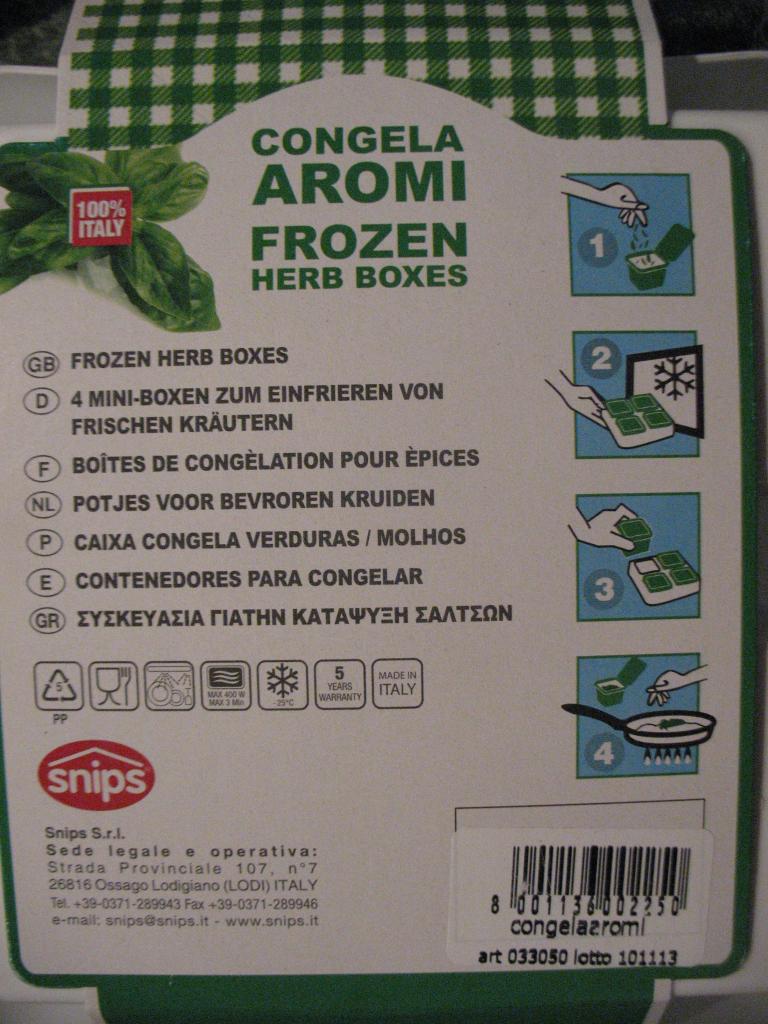 CONGELA
AROMI
FROZEN
HERB BOXES
100%
ITALY
GB FROZEN HERB BOXES
D 4 MINI-BOXEN ZUM EINFRIEREN VON
FRISCHEN KRÄUTERN
F BOÎTES DE CONGÈLATION POUR ÈPICES
NL POTJES VOOR BEVROREN KRUIDEN
P CAIXA CONGELA VERDURAS / MOLHOS
E CONTENEDORES PARA CONGELAR
GR ΣΥΣΚΕΥΑΣΙΑ ΓΙΑΤΗΝ ΚΑΤΑΨΥΞΗ ΣΑΛΤΣΩΝ
1
2
3
4
5
PP
MAX 400 W
MAX 3 Min
-25°C
5
YEARS
WARRANTY
MADE IN
ITALY
snips
Snips S.r.l.
Sede legale e operativa:
Strada Provinciale 107, n°7
26816 Ossago Lodigiano (LODI) ITALY
Tel. +39-0371-289943 Fax +39-0371-289946
e-mail: snips@snips.it - www.snips.it
8 001136 002250
congelaaromi
art 033050 lotto 101113